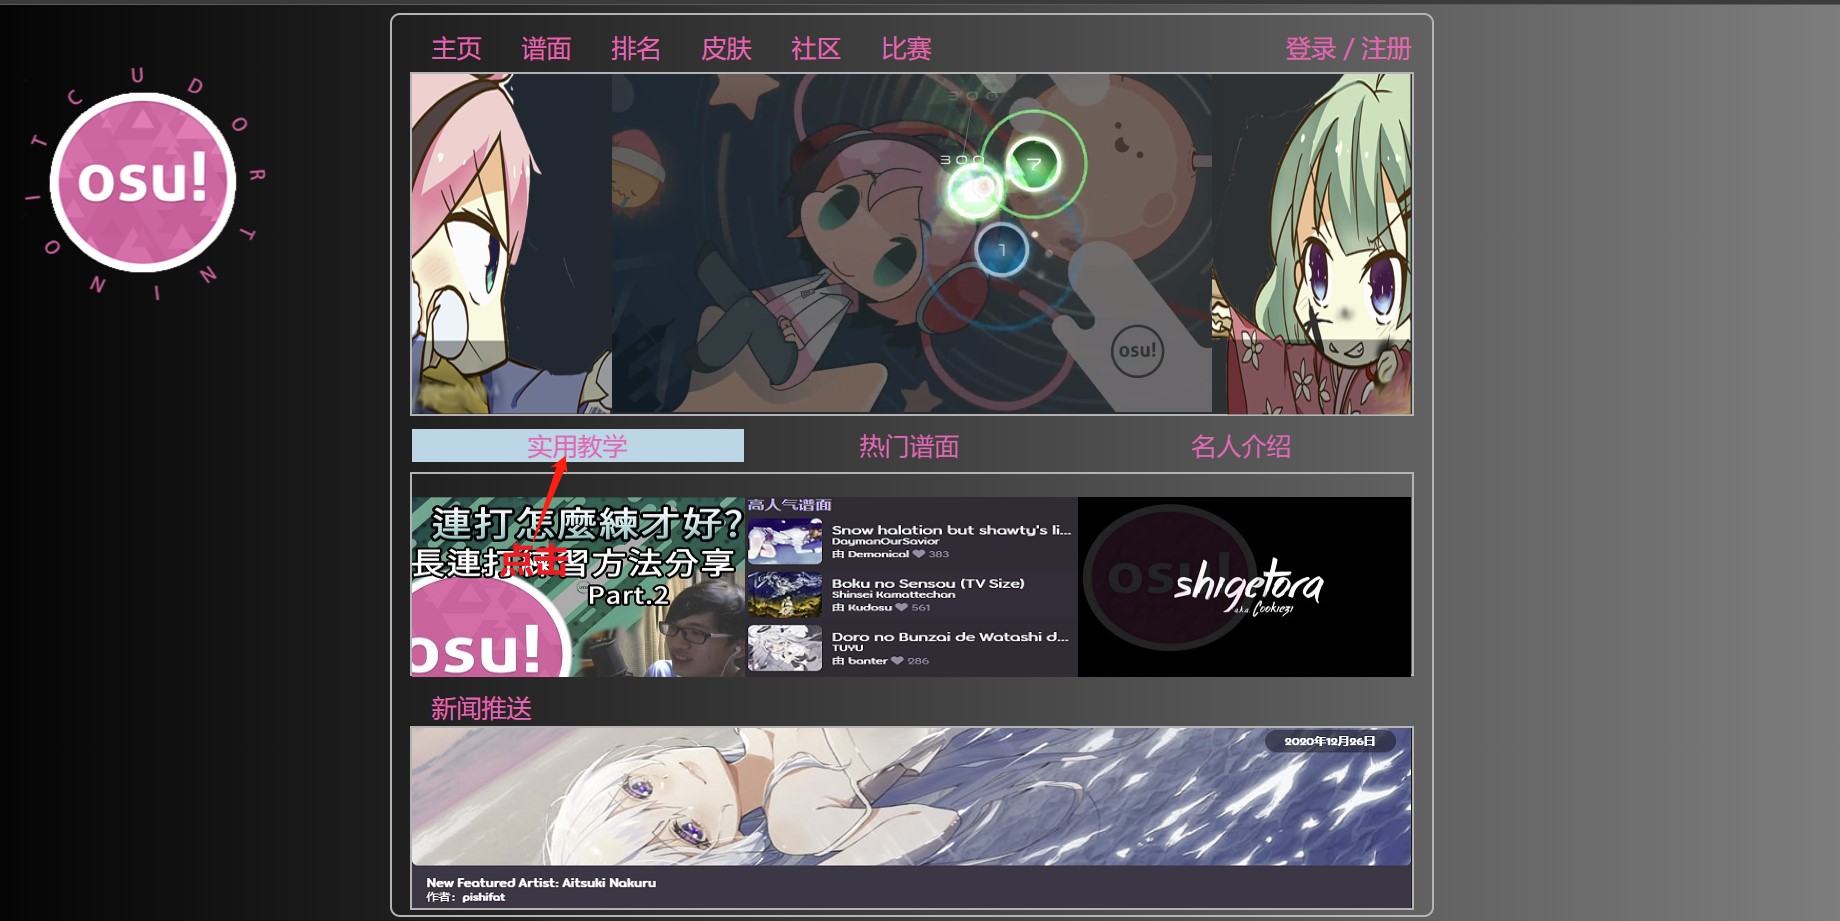 主页 谱面 排名 皮肤 社区 比赛 登录 / 注册
INTRODUCTION
osu!
300
300
7
1
osu!
实用教学 热门谱面 名人介绍
連打怎麼練才好?
長連打練習方法分享
Part.2
osu!
点击
高人气谱面
Snow halation but shawty's li...
DaymanOurSavior
由 Demonical 383
Boku no Sensou (TV Size)
Shinsei Kamattechan
由 Kudosu 561
Doro no Bunzai de Watashi d...
TUYU
由 banter 286
osu!
shigetora
a.k.a. Cookiezi
新闻推送
2020年12月26日
New Featured Artist: Aitsuki Nakuru
作者：pishifat